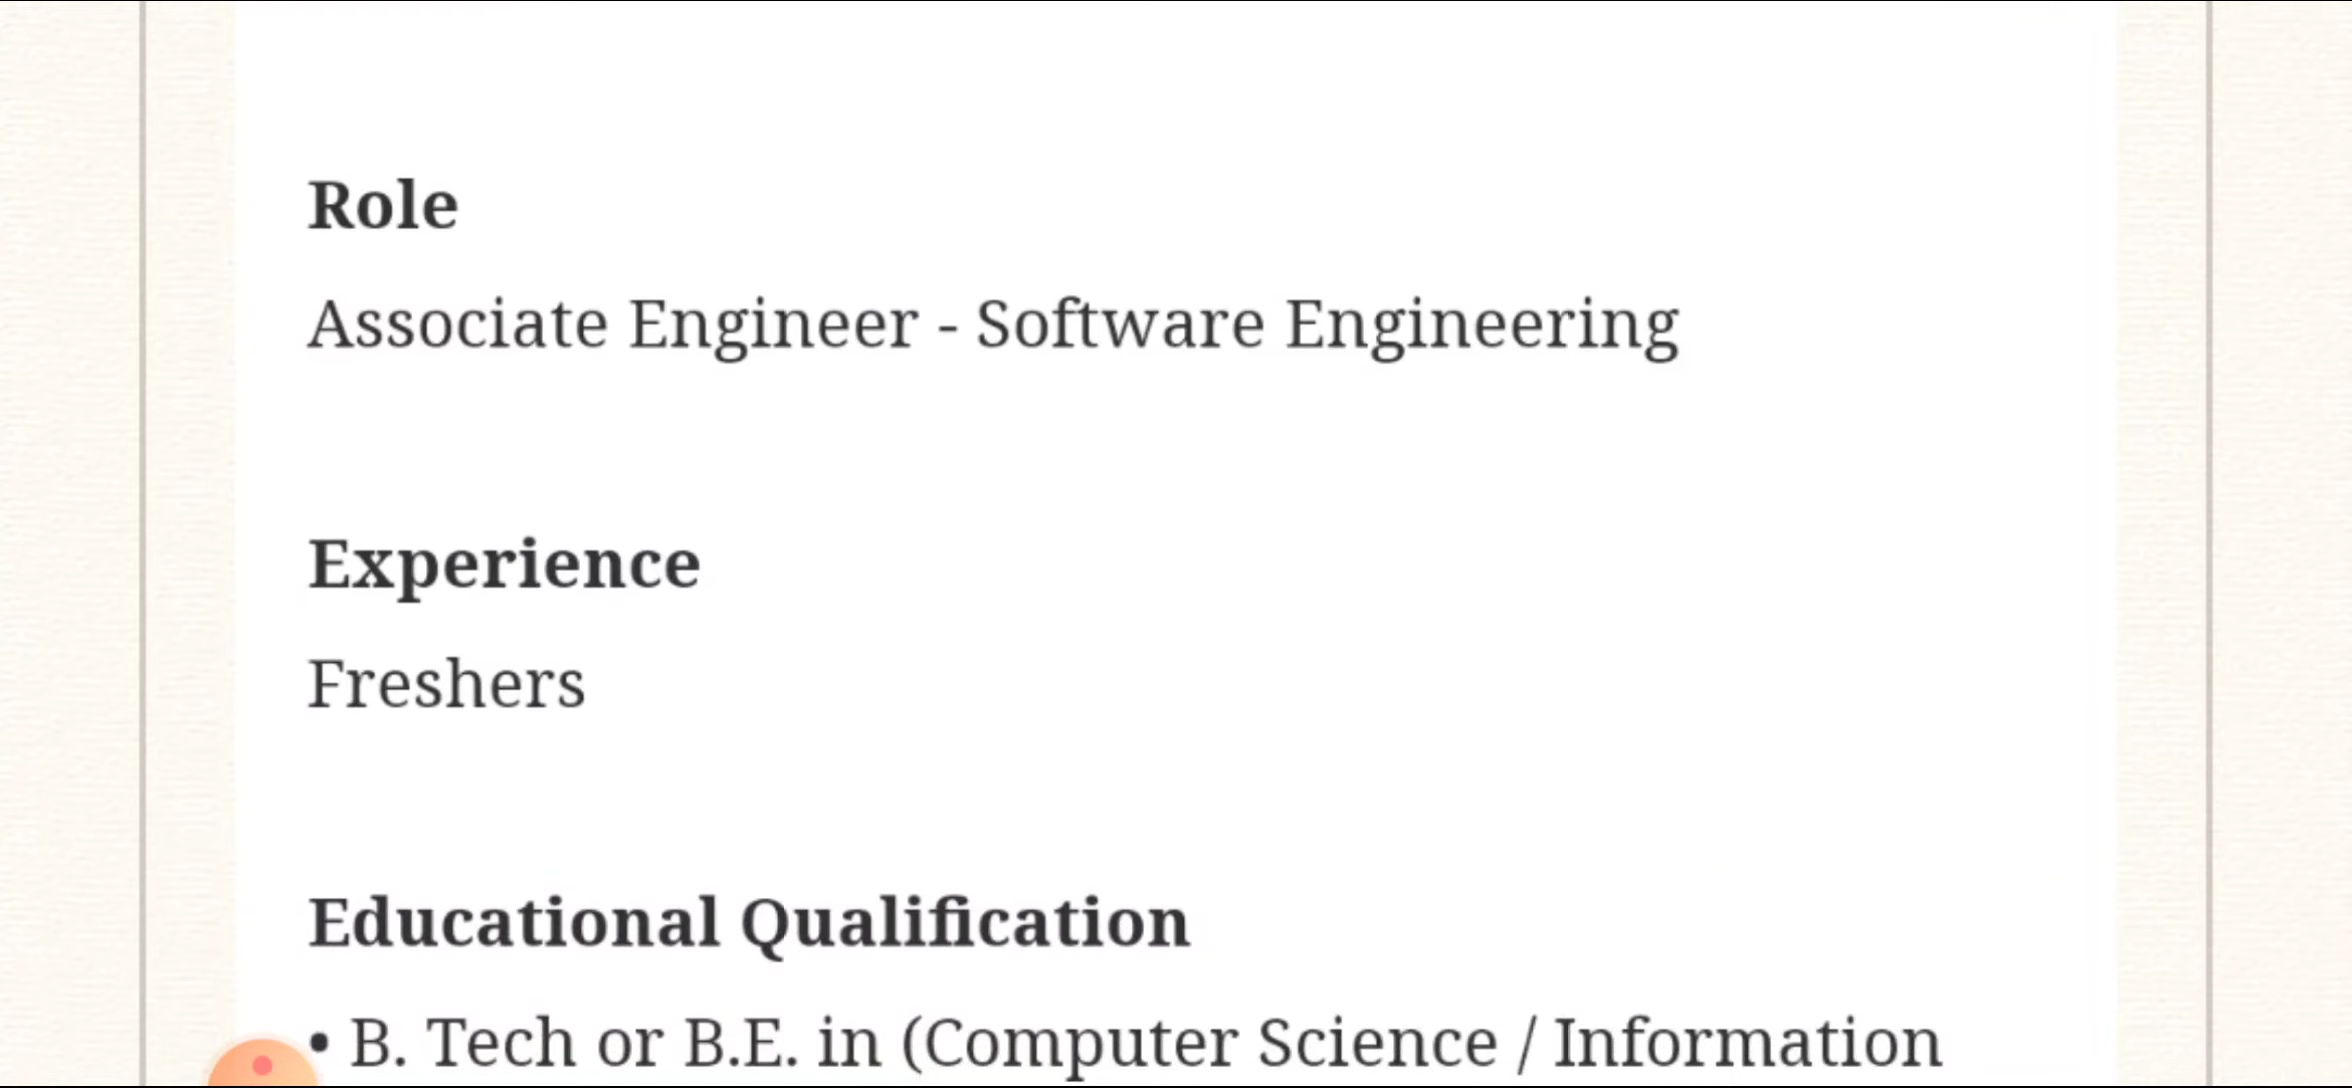 Role
Associate Engineer - Software Engineering
Experience
Freshers
Educational Qualification
• B. Tech or B.E. in (Computer Science / Information